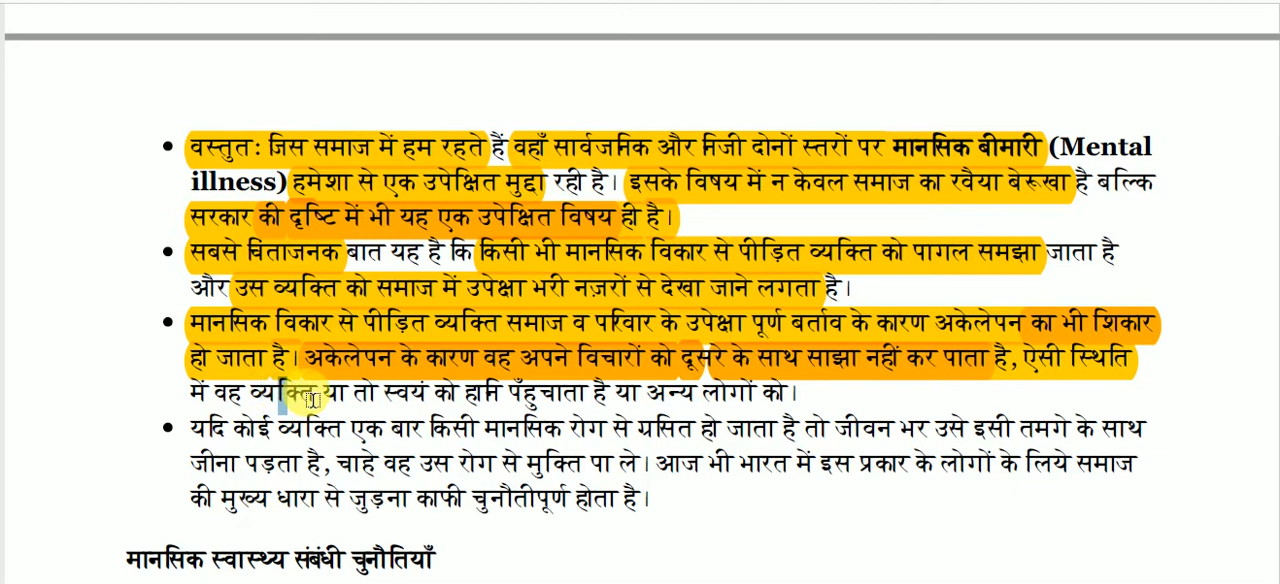 वस्तुतः जिस समाज में हम रहते हैं वहाँ सार्वजनिक और निजी दोनों स्तरों पर मानसिक बीमारी (Mental
illness) हमेशा से एक उपेक्षित मुद्दा रही है। इसके विषय में न केवल समाज का रवैया बेरूखा है बल्कि
सरकार की दृष्टि में भी यह एक उपेक्षित विषय ही है।
सबसे चिंताजनक बात यह है कि किसी भी मानसिक विकार से पीड़ित व्यक्ति को पागल समझा जाता है
और उस व्यक्ति को समाज में उपेक्षा भरी नज़रों से देखा जाने लगता है।
मानसिक विकार से पीड़ित व्यक्ति समाज व परिवार के उपेक्षा पूर्ण बर्ताव के कारण अकेलेपन का भी शिकार
हो जाता है। अकेलेपन के कारण वह अपने विचारों को दूसरे के साथ साझा नहीं कर पाता है, ऐसी स्थिति
में वह व्यक्ति या तो स्वयं को हानि पँहुचाता है या अन्य लोगों को।
यदि कोई व्यक्ति एक बार किसी मानसिक रोग से ग्रसित हो जाता है तो जीवन भर उसे इसी तमगे के साथ
जीना पड़ता है, चाहे वह उस रोग से मुक्ति पा ले। आज भी भारत में इस प्रकार के लोगों के लिये समाज
की मुख्य धारा से जुड़ना काफी चुनौतीपूर्ण होता है।
मानसिक स्वास्थ्य संबंधी चुनौतियाँ